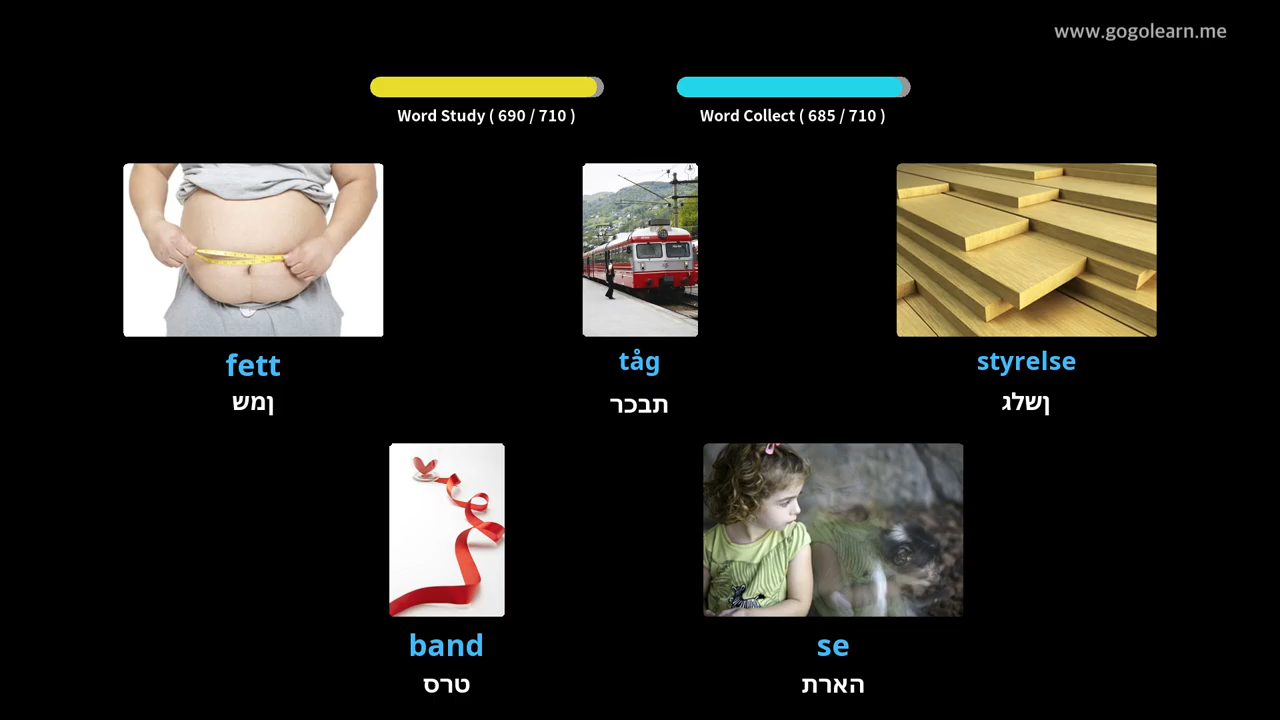 www.gogolearn.me
Word Study ( 690 / 710 )
Word Collect ( 685 / 710 )
fett
ןמש
tåg
תבכר
styrelse
ןשלג
band
טרס
se
הארת